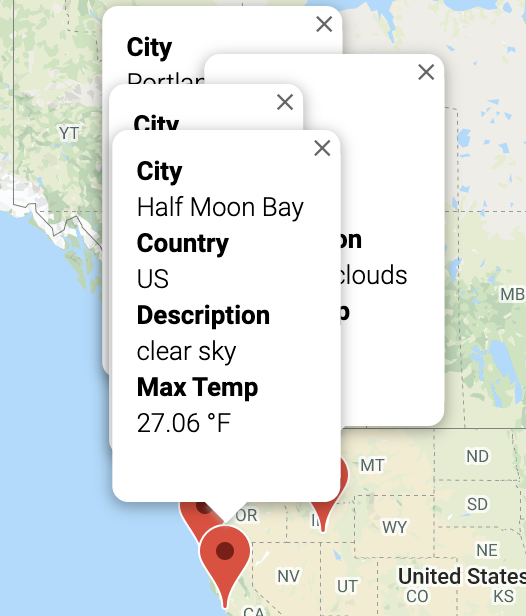 City
Portlan
City
City
Half Moon Bay
Country
US
Description
clear sky
Max Temp
27.06 °F
on
clouds
p
YT
MB
MT
ND
OR
SD
WY
NE
NV
UT
United States
CO
KS
CA